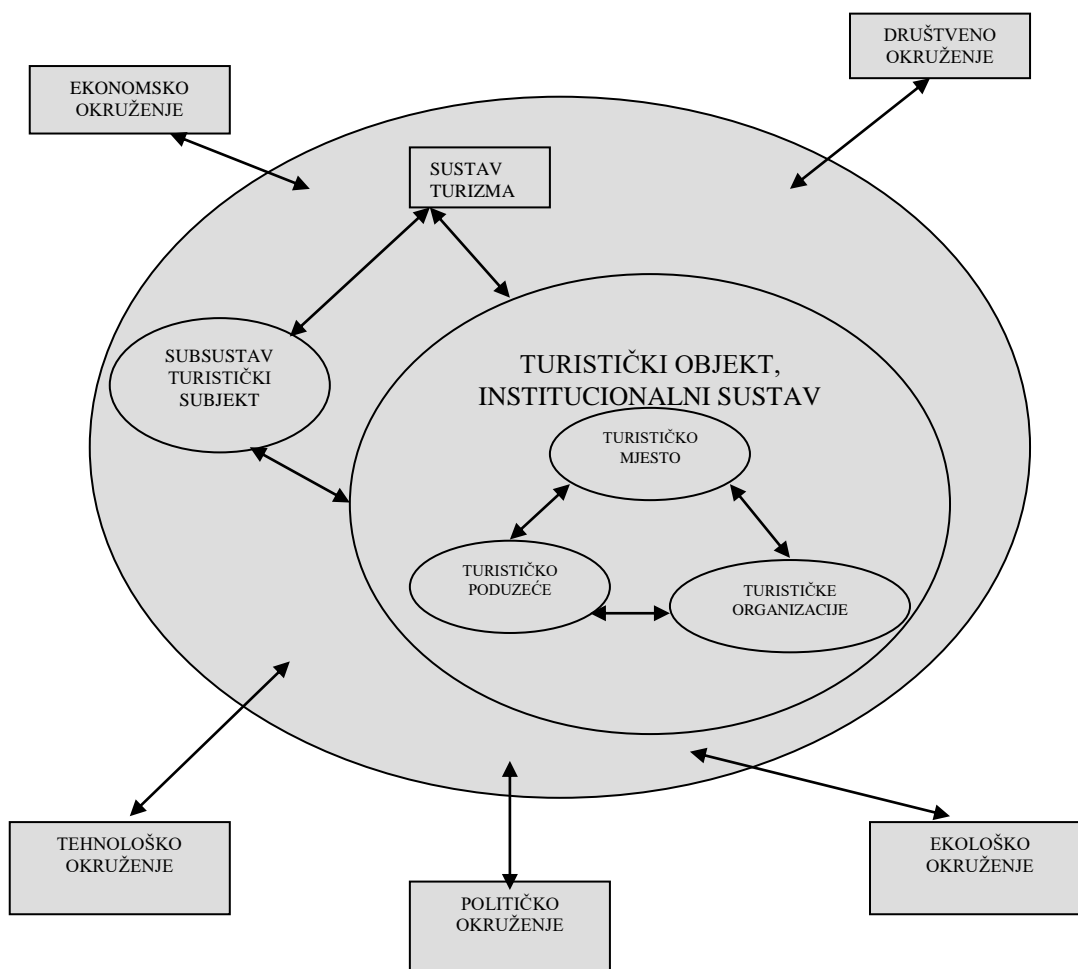 DRUŠTVENO
OKRUŽENJE
EKONOMSKO
OKRUŽENJE
SUSTAV
TURIZMA
SUBSUSTAV
TURISTIČKI
SUBJEKT
TURISTIČKI OBJEKT,
INSTITUCIONALNI SUSTAV
TURISTIČKO
MJESTO
TURISTIČKO
PODUZEĆE
TURISTIČKE
ORGANIZACIJE
TEHNOLOŠKO
OKRUŽENJE
POLITIČKO
OKRUŽENJE
EKOLOŠKO
OKRUŽENJE